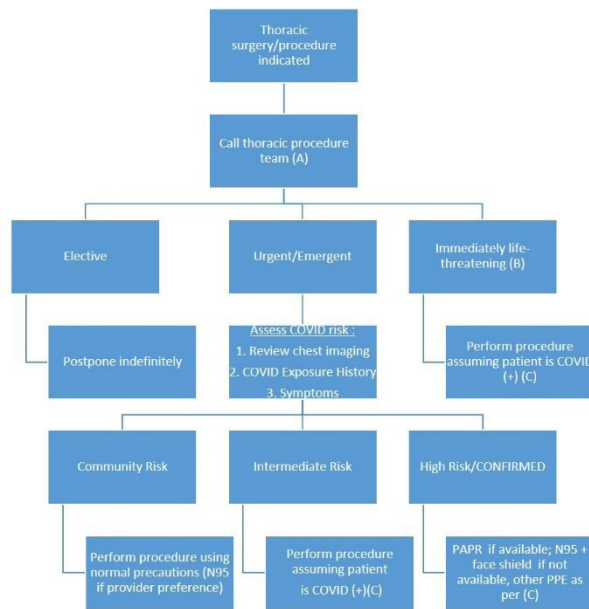 Thoracic
surgery/procedure
indicated
Call thoracic procedure
team (A)
Elective
Urgent/Emergent
Immediately life-
threatening (B)
Postpone indefinitely
Assess COVID risk :
1. Review chest imaging
2. COVID Exposure History
3. Symptoms
Perform procedure
assuming patient is COVID
(+) (C)
Community Risk
Intermediate Risk
High Risk/CONFIRMED
Perform procedure using
normal precautions (N95
if provider preference)
Perform procedure
assuming patient
is COVID (+)(C)
PAPR if available; N95 +
face shield if not
available, other PPE as
per (C)